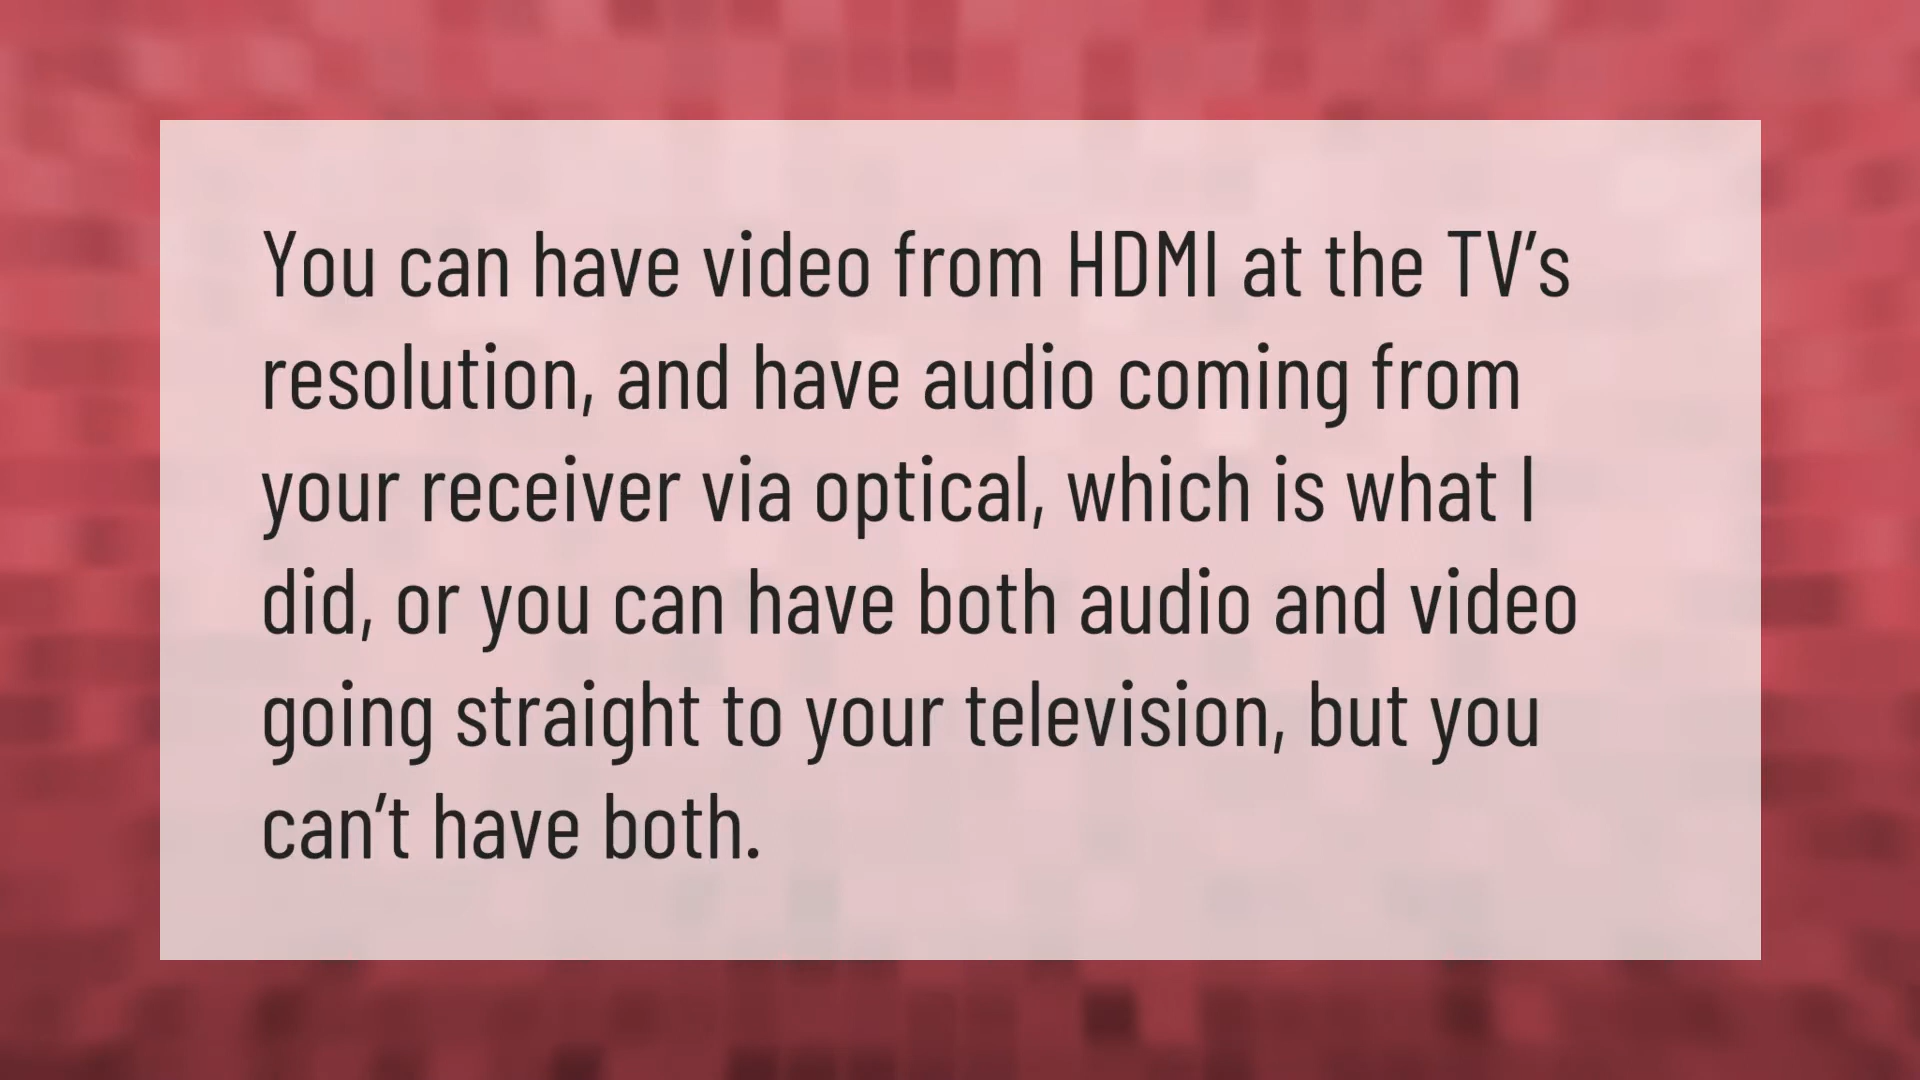 You can have video from HDMI at the TV’s
resolution, and have audio coming from
your receiver via optical, which is what I
did, or you can have both audio and video
going straight to your television, but you
can’t have both.